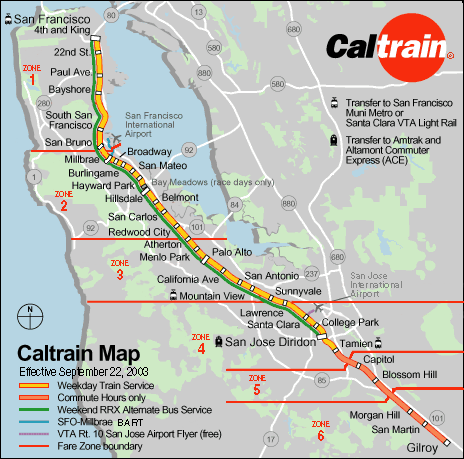 San Francisco
4th and King
22nd St.
ZONE
1
Paul Ave.
Bayshore
280
South San
Francisco
San Bruno
Millbrae
Burlingame
Hayward Park
Hillsdale
San Carlos
Redwood City
Atherton
Menlo Park
California Ave
Mountain View
Lawrence
Santa Clara
San Jose Diridon
San Francisco
International
Airport
Broadway
San Mateo
Bay Meadows (race days only)
Belmont
Palo Alto
San Antonio
Sunnyvale
San Jose
International
Airport
College Park
Tamien
Capitol
Blossom Hill
Morgan Hill
San Martin
Gilroy
80
13
580
880
680
92
84
101
1
92
280
237
880
85
17
101
ZONE
2
ZONE
3
ZONE
4
ZONE
5
ZONE
6
Caltrain
Transfer to San Francisco
Muni Metro or
Santa Clara VTA Light Rail
Transfer to Amtrak and
Altamont Commuter
Express (ACE)
N
Caltrain Map
Effective September 22, 2003
Weekday Train Service
Commute Hours only
Weekend RRX Alternate Bus Service
SFO-Millbrae BART
VTA Rt. 10 San Jose Airport Flyer (free)
Fare Zone boundary